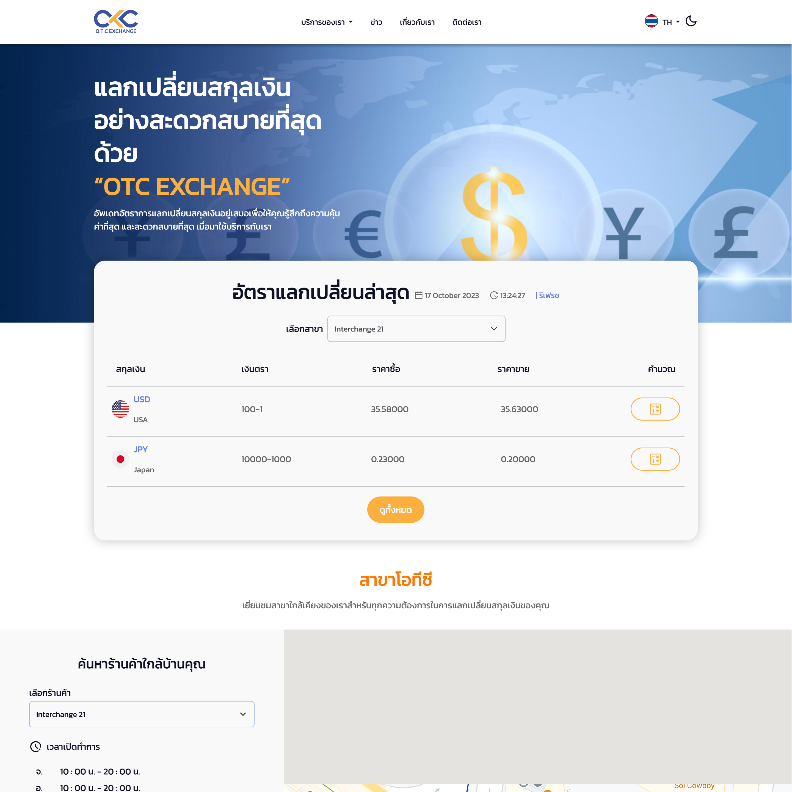 OTC EXCHANGE
บริการของเรา
ข่าว
เกี่ยวกับเรา
ติดต่อเรา
TH
แลกเปลี่ยนสกุลเงิน
อย่างสะดวกสบายที่สุด
ด้วย
“OTC EXCHANGE”
อัพเดทอัตราการแลกเปลี่ยนสกุลเงินอยู่เสมอเพื่อให้คุณรู้สึกถึงความคุ้ม
ค่าที่สุด และสะดวกสบายที่สุด เมื่อมาใช้บริการกับเรา
¥ £ € $ ¥ £
อัตราแลกเปลี่ยนล่าสุด 17 October 2023 13:24:27 | รีเฟรช
เลือกสาขา Interchange 21
สกุลเงิน เงินตรา ราคาซื้อ ราคาขาย คำนวณ
USD
USA 100-1 35.58000 35.63000
JPY
Japan 10000-1000 0.23000 0.20000
ดูทั้งหมด
สาขาโอทีซี
เยี่ยมชมสาขาใกล้เคียงของเราสำหรับทุกความต้องการในการแลกเปลี่ยนสกุลเงินของคุณ
ค้นหาร้านค้าใกล้บ้านคุณ
เลือกร้านค้า
Interchange 21
เวลาเปิดทำการ
จ. 10 : 00 น. - 20 : 00 น.
อ. 10 : 00 น. - 20 : 00 น.
Soi Cowboy